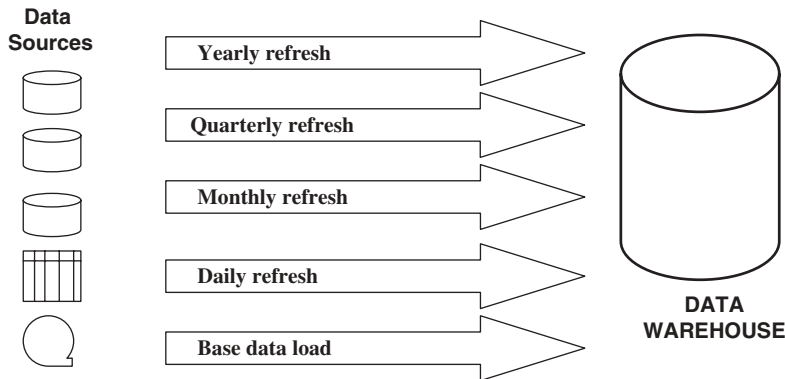 Data
Sources
Yearly refresh
Quarterly refresh
Monthly refresh
Daily refresh
Base data load
DATA
WAREHOUSE